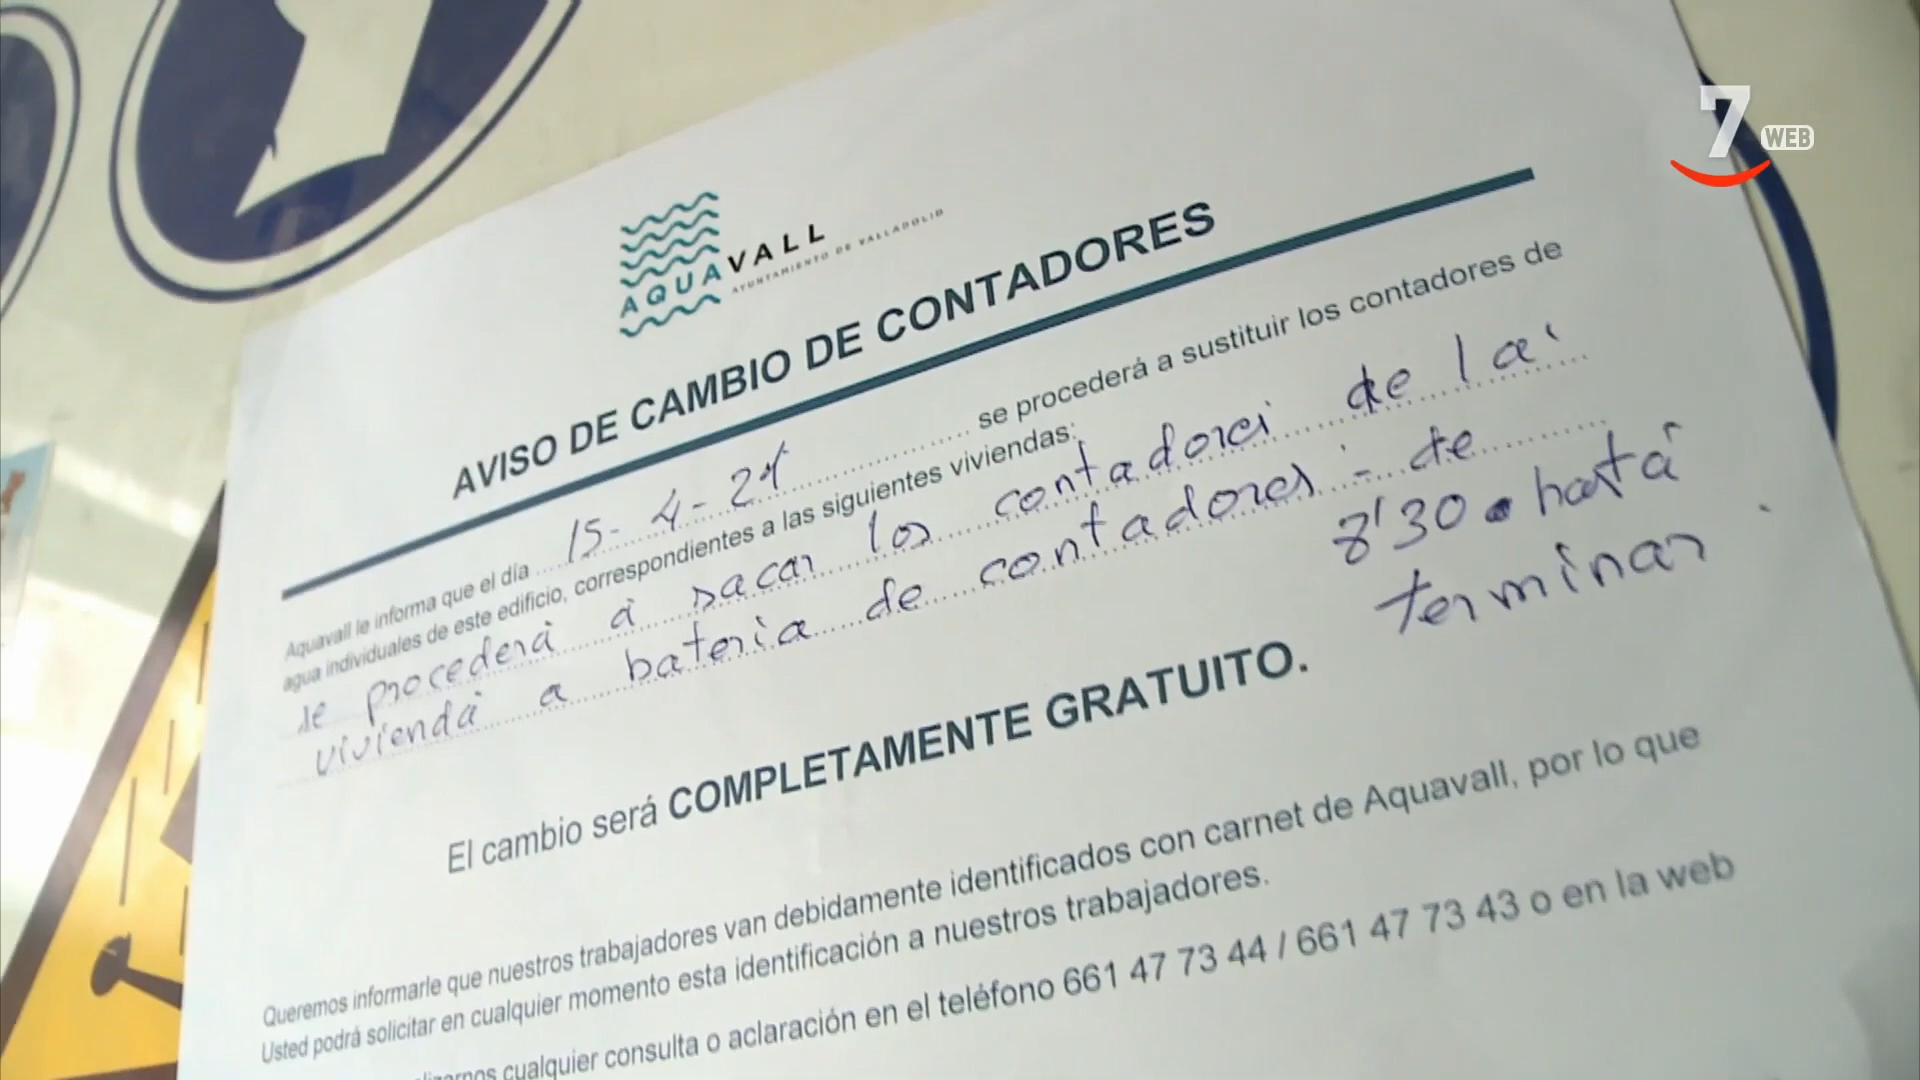 7 WEB
AQUAVALL
AYUNTAMIENTO DE VALLADOLID
AVISO DE CAMBIO DE CONTADORES
Aquavall le informa que el día 15-4-21 se procederá a sustituir los contadores de
agua individuales de este edificio, correspondientes a las siguientes viviendas:
se procederá a sacar los contadores de la
vivienda a bateria de contadores - de
8'30 a hasta
terminar
El cambio será COMPLETAMENTE GRATUITO.
Queremos informarle que nuestros trabajadores van debidamente identificados con carnet de Aquavall, por lo que
Usted podrá solicitar en cualquier momento esta identificación a nuestros trabajadores.
cualquier consulta o aclaración en el teléfono 661 47 73 44 / 661 47 73 43 o en la web